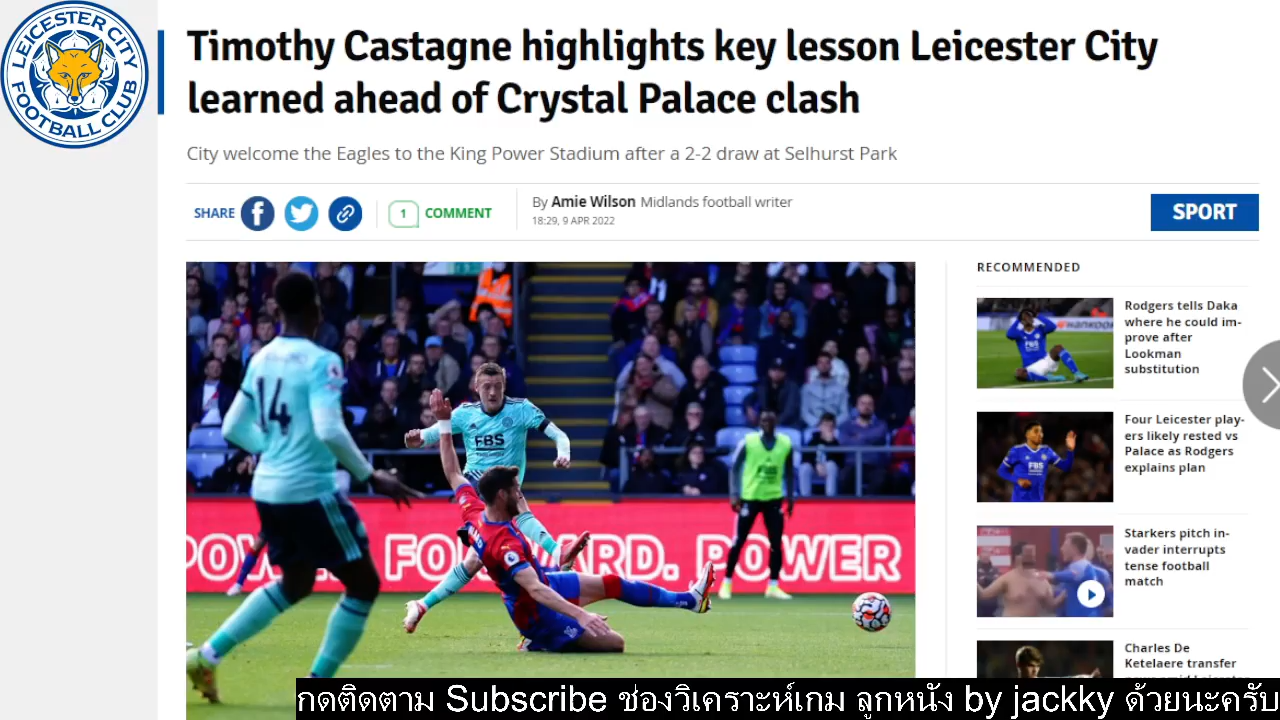 LEICESTER CITY
FOOTBALL CLUB
Timothy Castagne highlights key lesson Leicester City
learned ahead of Crystal Palace clash
City welcome the Eagles to the King Power Stadium after a 2-2 draw at Selhurst Park
SHARE
1 COMMENT
By Amie Wilson Midlands football writer
18:29, 9 APR 2022
SPORT
14
FBS
POW
FORWARD. POWER
RECOMMENDED
FBS
Rodgers tells Daka
where he could im-
prove after
Lookman
substitution
FBS
Four Leicester play-
ers likely rested vs
Palace as Rodgers
explains plan
Starkers pitch in-
vader interrupts
tense football
match
Charles De
Ketelaere transfer
กดติดตาม Subscribe ช่องวิเคราะห์เกม ลูกหนัง by jackky ด้วยนะครับ